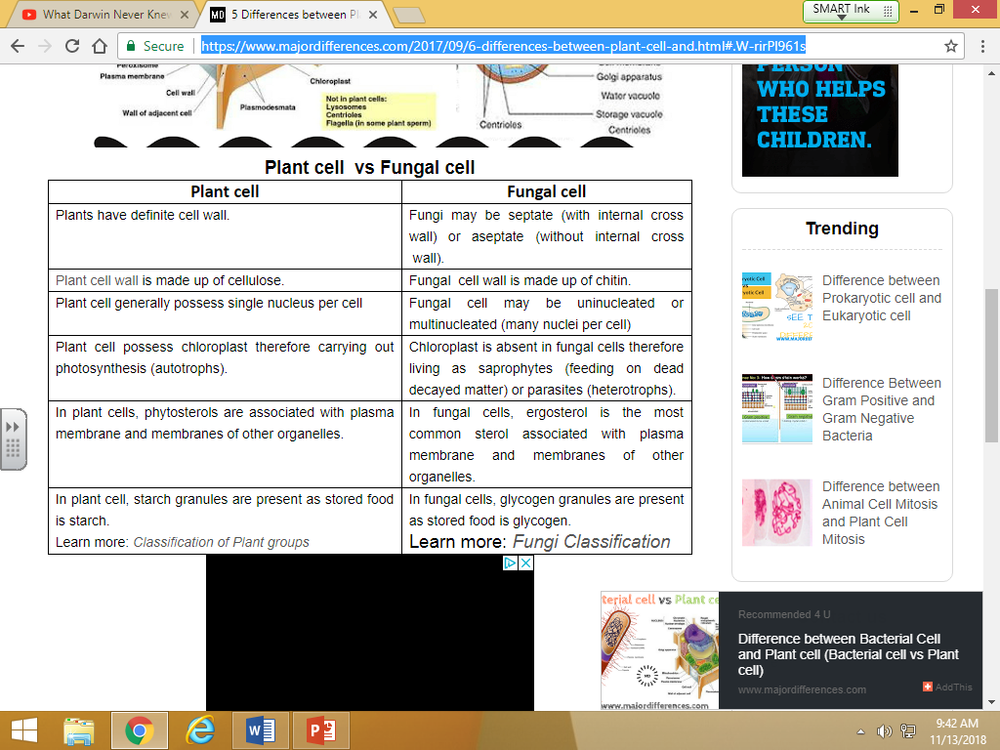 What Darwin Never Knew
5 Differences between Pl
SMART Ink
Secure
https://www.majordifferences.com/2017/09/6-differences-between-plant-cell-and.html#.W-rirPl961s
Peroxisome
Plasma membrane
Cell wall
Wall of adjacent cell
Chloroplast
Plasmodesmata
Not in plant cells:
Lysosomes
Centrioles
Flagella (in some plant sperm)
Golgi apparatus
Water vacuole
Storage vacuole
Centrioles
Centrioles
PERSON
WHO HELPS
THESE
CHILDREN.
Plant cell vs Fungal cell
Plant cell
Fungal cell
Plants have definite cell wall.
Fungi may be septate (with internal cross
wall) or aseptate (without internal cross
wall).
Plant cell wall is made up of cellulose.
Fungal cell wall is made up of chitin.
Plant cell generally possess single nucleus per cell
Fungal cell may be uninucleated or
multinucleated (many nuclei per cell)
Plant cell possess chloroplast therefore carrying out
photosynthesis (autotrophs).
Chloroplast is absent in fungal cells therefore
living as saprophytes (feeding on dead
decayed matter) or parasites (heterotrophs).
In plant cells, phytosterols are associated with plasma
membrane and membranes of other organelles.
In fungal cells, ergosterol is the most
common sterol associated with plasma
membrane and membranes of other
organelles.
In plant cell, starch granules are present as stored food
is starch.
Learn more: Classification of Plant groups
In fungal cells, glycogen granules are present
as stored food is glycogen.
Learn more: Fungi Classification
Trending
Difference between
Prokaryotic cell and
Eukaryotic cell
Difference Between
Gram Positive and
Gram Negative
Bacteria
Difference between
Animal Cell Mitosis
and Plant Cell
Mitosis
terial cell vs Plant ce
www.majordifferences.com
Recommended 4 U
Difference between Bacterial Cell
and Plant cell (Bacterial cell vs Plant
cell)
www.majordifferences.com
AddThis
9:42 AM
11/13/2018